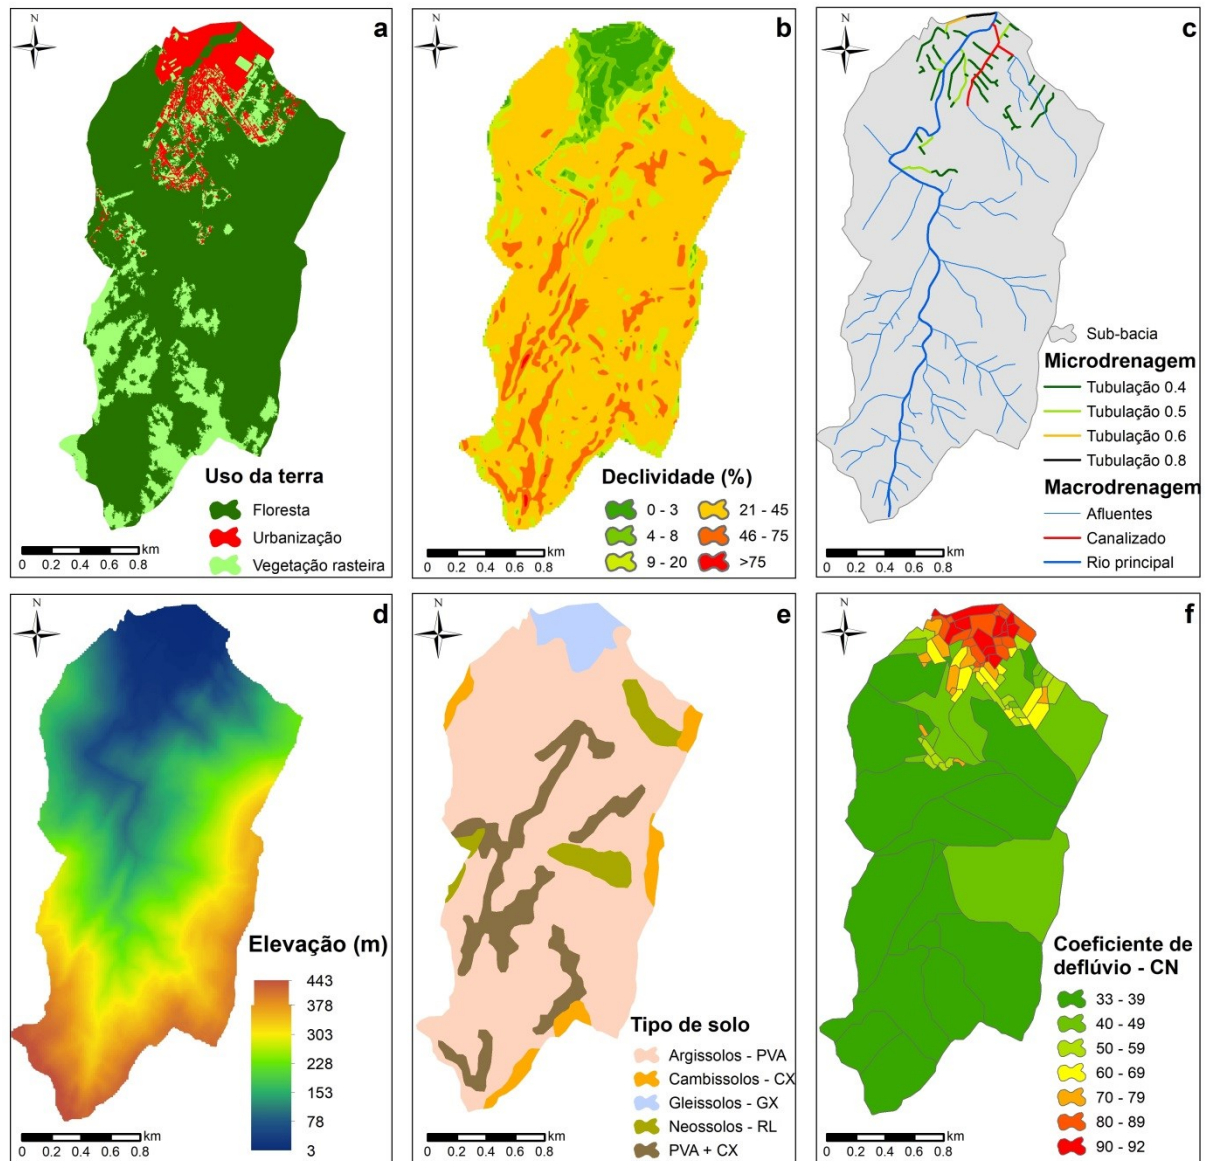 N
a
Uso da terra
Floresta
Urbanização
Vegetação rasteira
km
0 0.2 0.4 0.6 0.8
N
b
Declividade (%)
0 - 3
21 - 45
4 - 8
46 - 75
9 - 20
>75
km
0 0.2 0.4 0.6 0.8
N
c
Sub-bacia
Microdrenagem
Tubulação 0.4
Tubulação 0.5
Tubulação 0.6
Tubulação 0.8
Macrodrenagem
Afluentes
Canalizado
Rio principal
km
0 0.2 0.4 0.6 0.8
N
d
Elevação (m)
443
378
303
228
153
78
3
km
0 0.2 0.4 0.6 0.8
N
e
Tipo de solo
Argissolos - PVA
Cambissolos - CX
Gleissolos - GX
Neossolos - RL
PVA + CX
km
0 0.2 0.4 0.6 0.8
N
f
Coeficiente de
deflúvio - CN
33 - 39
40 - 49
50 - 59
60 - 69
70 - 79
80 - 89
90 - 92
km
0 0.2 0.4 0.6 0.8